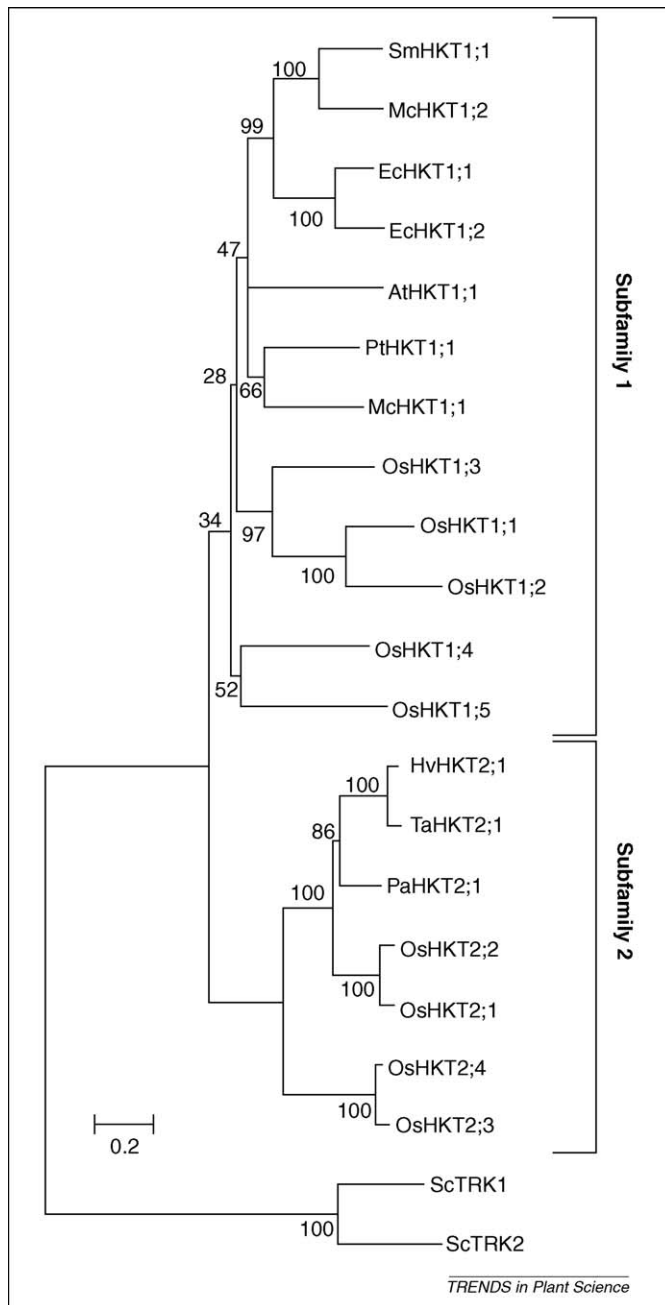 SmHKT1;1
100
McHKT1;2
99
EcHKT1;1
100
EcHKT1;2
47
AtHKT1;1
PtHKT1;1
28
66
McHKT1;1
Subfamily 1
OsHKT1;3
34
97
OsHKT1;1
100
OsHKT1;2
OsHKT1;4
52
OsHKT1;5
HvHKT2;1
100
TaHKT2;1
86
PaHKT2;1
100
Subfamily 2
OsHKT2;2
100
OsHKT2;1
OsHKT2;4
100
OsHKT2;3
0.2
ScTRK1
100
ScTRK2
TRENDS in Plant Science